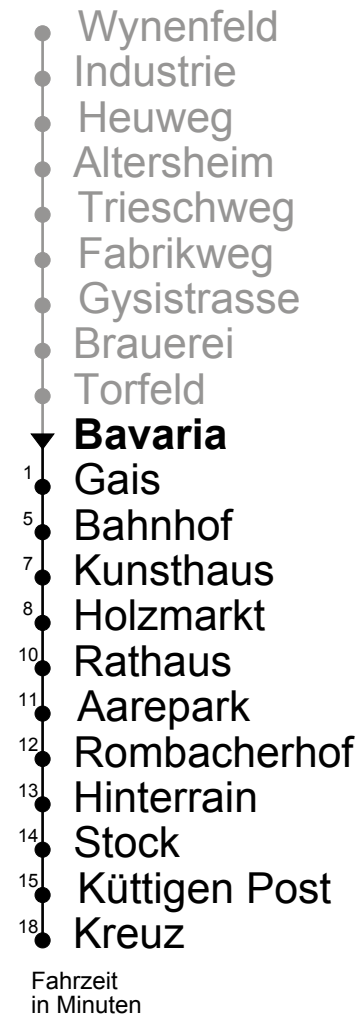 Wynenfeld
Industrie
Heuweg
Altersheim
Trieschweg
Fabrikweg
Gysistrasse
Brauerei
Torfeld
Bavaria
1 Gais
5 Bahnhof
7 Kunsthaus
8 Holzmarkt
10 Rathaus
11 Aarepark
12 Rombacherhof
13 Hinterrain
14 Stock
15 Küttigen Post
18 Kreuz
Fahrzeit
in Minuten